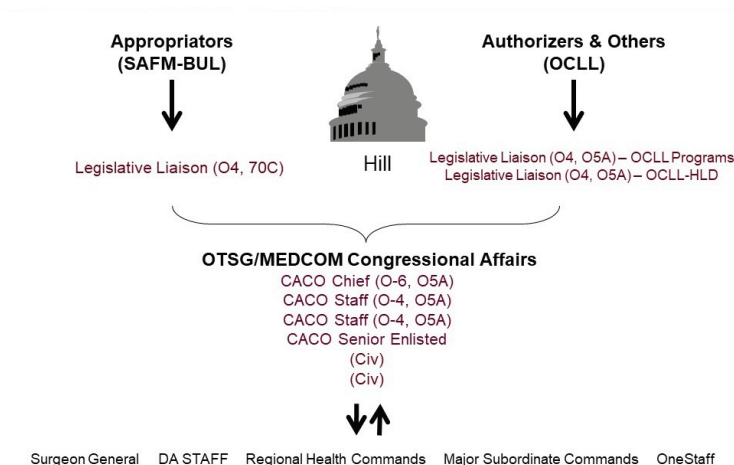 Appropriators
(SAFM-BUL)
Authorizers & Others
(OCLL)
Legislative Liaison (O4, 70C)
Hill
Legislative Liaison (O4, O5A) – OCLL Programs
Legislative Liaison (O4, O5A) – OCLL-HLD
OTSG/MEDCOM Congressional Affairs
CACO Chief (O-6, O5A)
CACO Staff (O-4, O5A)
CACO Staff (O-4, O5A)
CACO Senior Enlisted
(Civ)
(Civ)
Surgeon General DA STAFF Regional Health Commands Major Subordinate Commands OneStaff